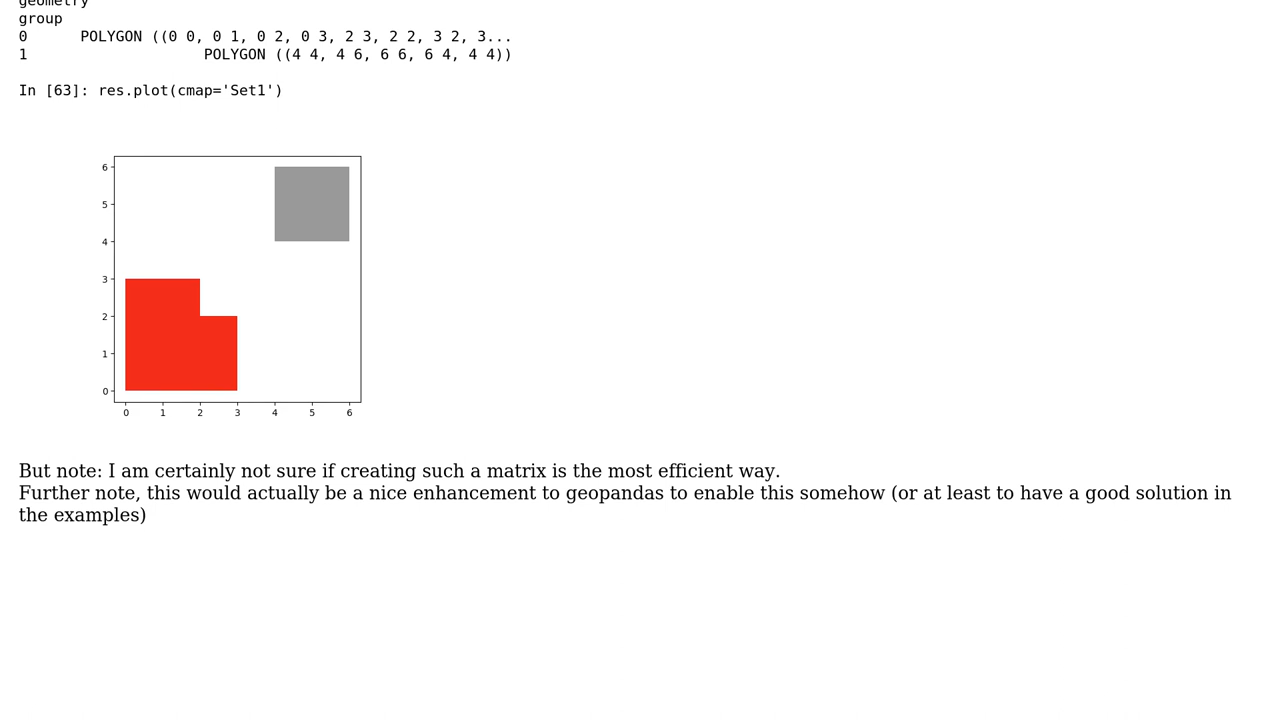 geometry
group
0 POLYGON ((0 0, 0 1, 0 2, 0 3, 2 3, 2 2, 3 2, 3...
1 POLYGON ((4 4, 4 6, 6 6, 6 4, 4 4))
In [63]: res.plot(cmap='Set1')
6
5
4
3
2
1
0
0 1 2 3 4 5 6
But note: I am certainly not sure if creating such a matrix is the most efficient way.
Further note, this would actually be a nice enhancement to geopandas to enable this somehow (or at least to have a good solution in
the examples)